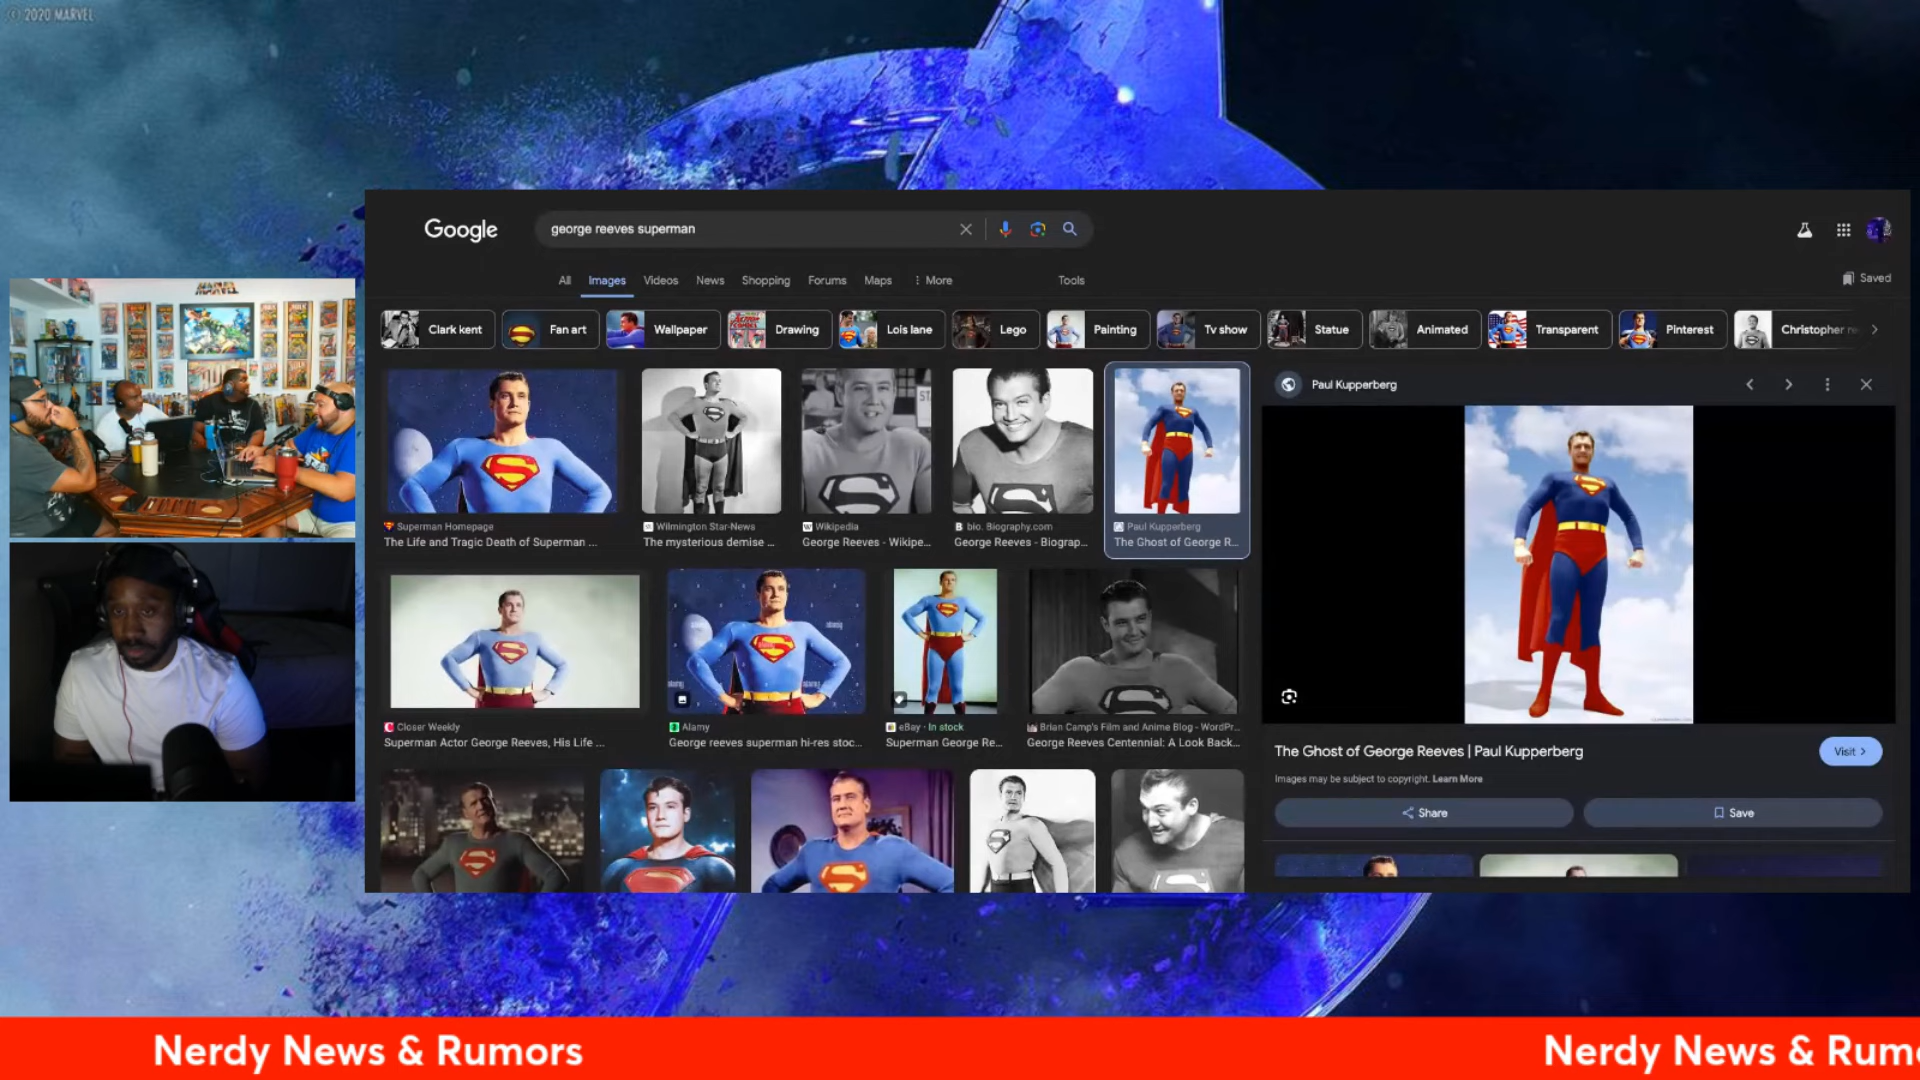 © 2020 MARVEL
Google
george reeves superman
All
Images
Videos
News
Shopping
Forums
Maps
More
Tools
Saved
Clark kent
Fan art
Wallpaper
Drawing
Lois lane
Lego
Painting
Tv show
Statue
Animated
Transparent
Pinterest
Christopher re
MARVEL
Superman Homepage
The Life and Tragic Death of Superman ...
Wilmington Star-News
The mysterious demise ...
Wikipedia
George Reeves - Wikipe...
bio. Biography.com
George Reeves - Biograp...
Paul Kupperberg
The Ghost of George R...
Paul Kupperberg
Closer Weekly
Superman Actor George Reeves, His Life ...
Alamy
George reeves superman hi-res stoc...
eBay · In stock
Superman George Re...
Brian Camp's Film and Anime Blog - WordPr...
George Reeves Centennial: A Look Back...
The Ghost of George Reeves | Paul Kupperberg
Visit
Images may be subject to copyright. Learn More
Share
Save
Nerdy News & Rumors
Nerdy News & Rum